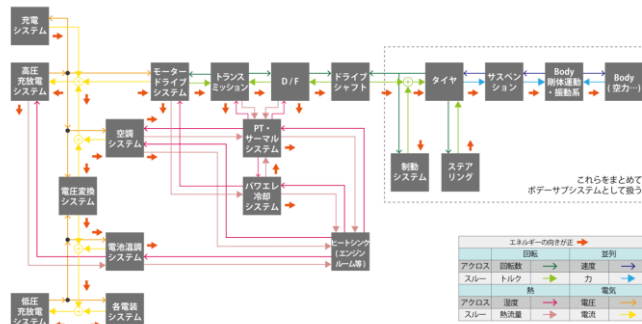 充電
システム
高圧
充放電
システム
モーター
ドライブ
システム
トランス
ミッション
D / F
ドライブ
シャフト
タイヤ
サスペン
ション
Body
剛体運動
・振動系
Body
(空力…)
空調
システム
PT・
サーマル
システム
制動
システム
ステア
リング
これらをまとめて
ボデーサブシステムとして扱う
電圧変換
システム
パワエレ
冷却
システム
電池温調
システム
ヒートシンク
(エンジン
ルーム等)
低圧
充放電
システム
各電装
システム
エネルギーの向きが正
回転 並列
アクロス 回転数 速度
スルー トルク 力
熱 電気
アクロス 温度 電圧
スルー 熱流量 電流